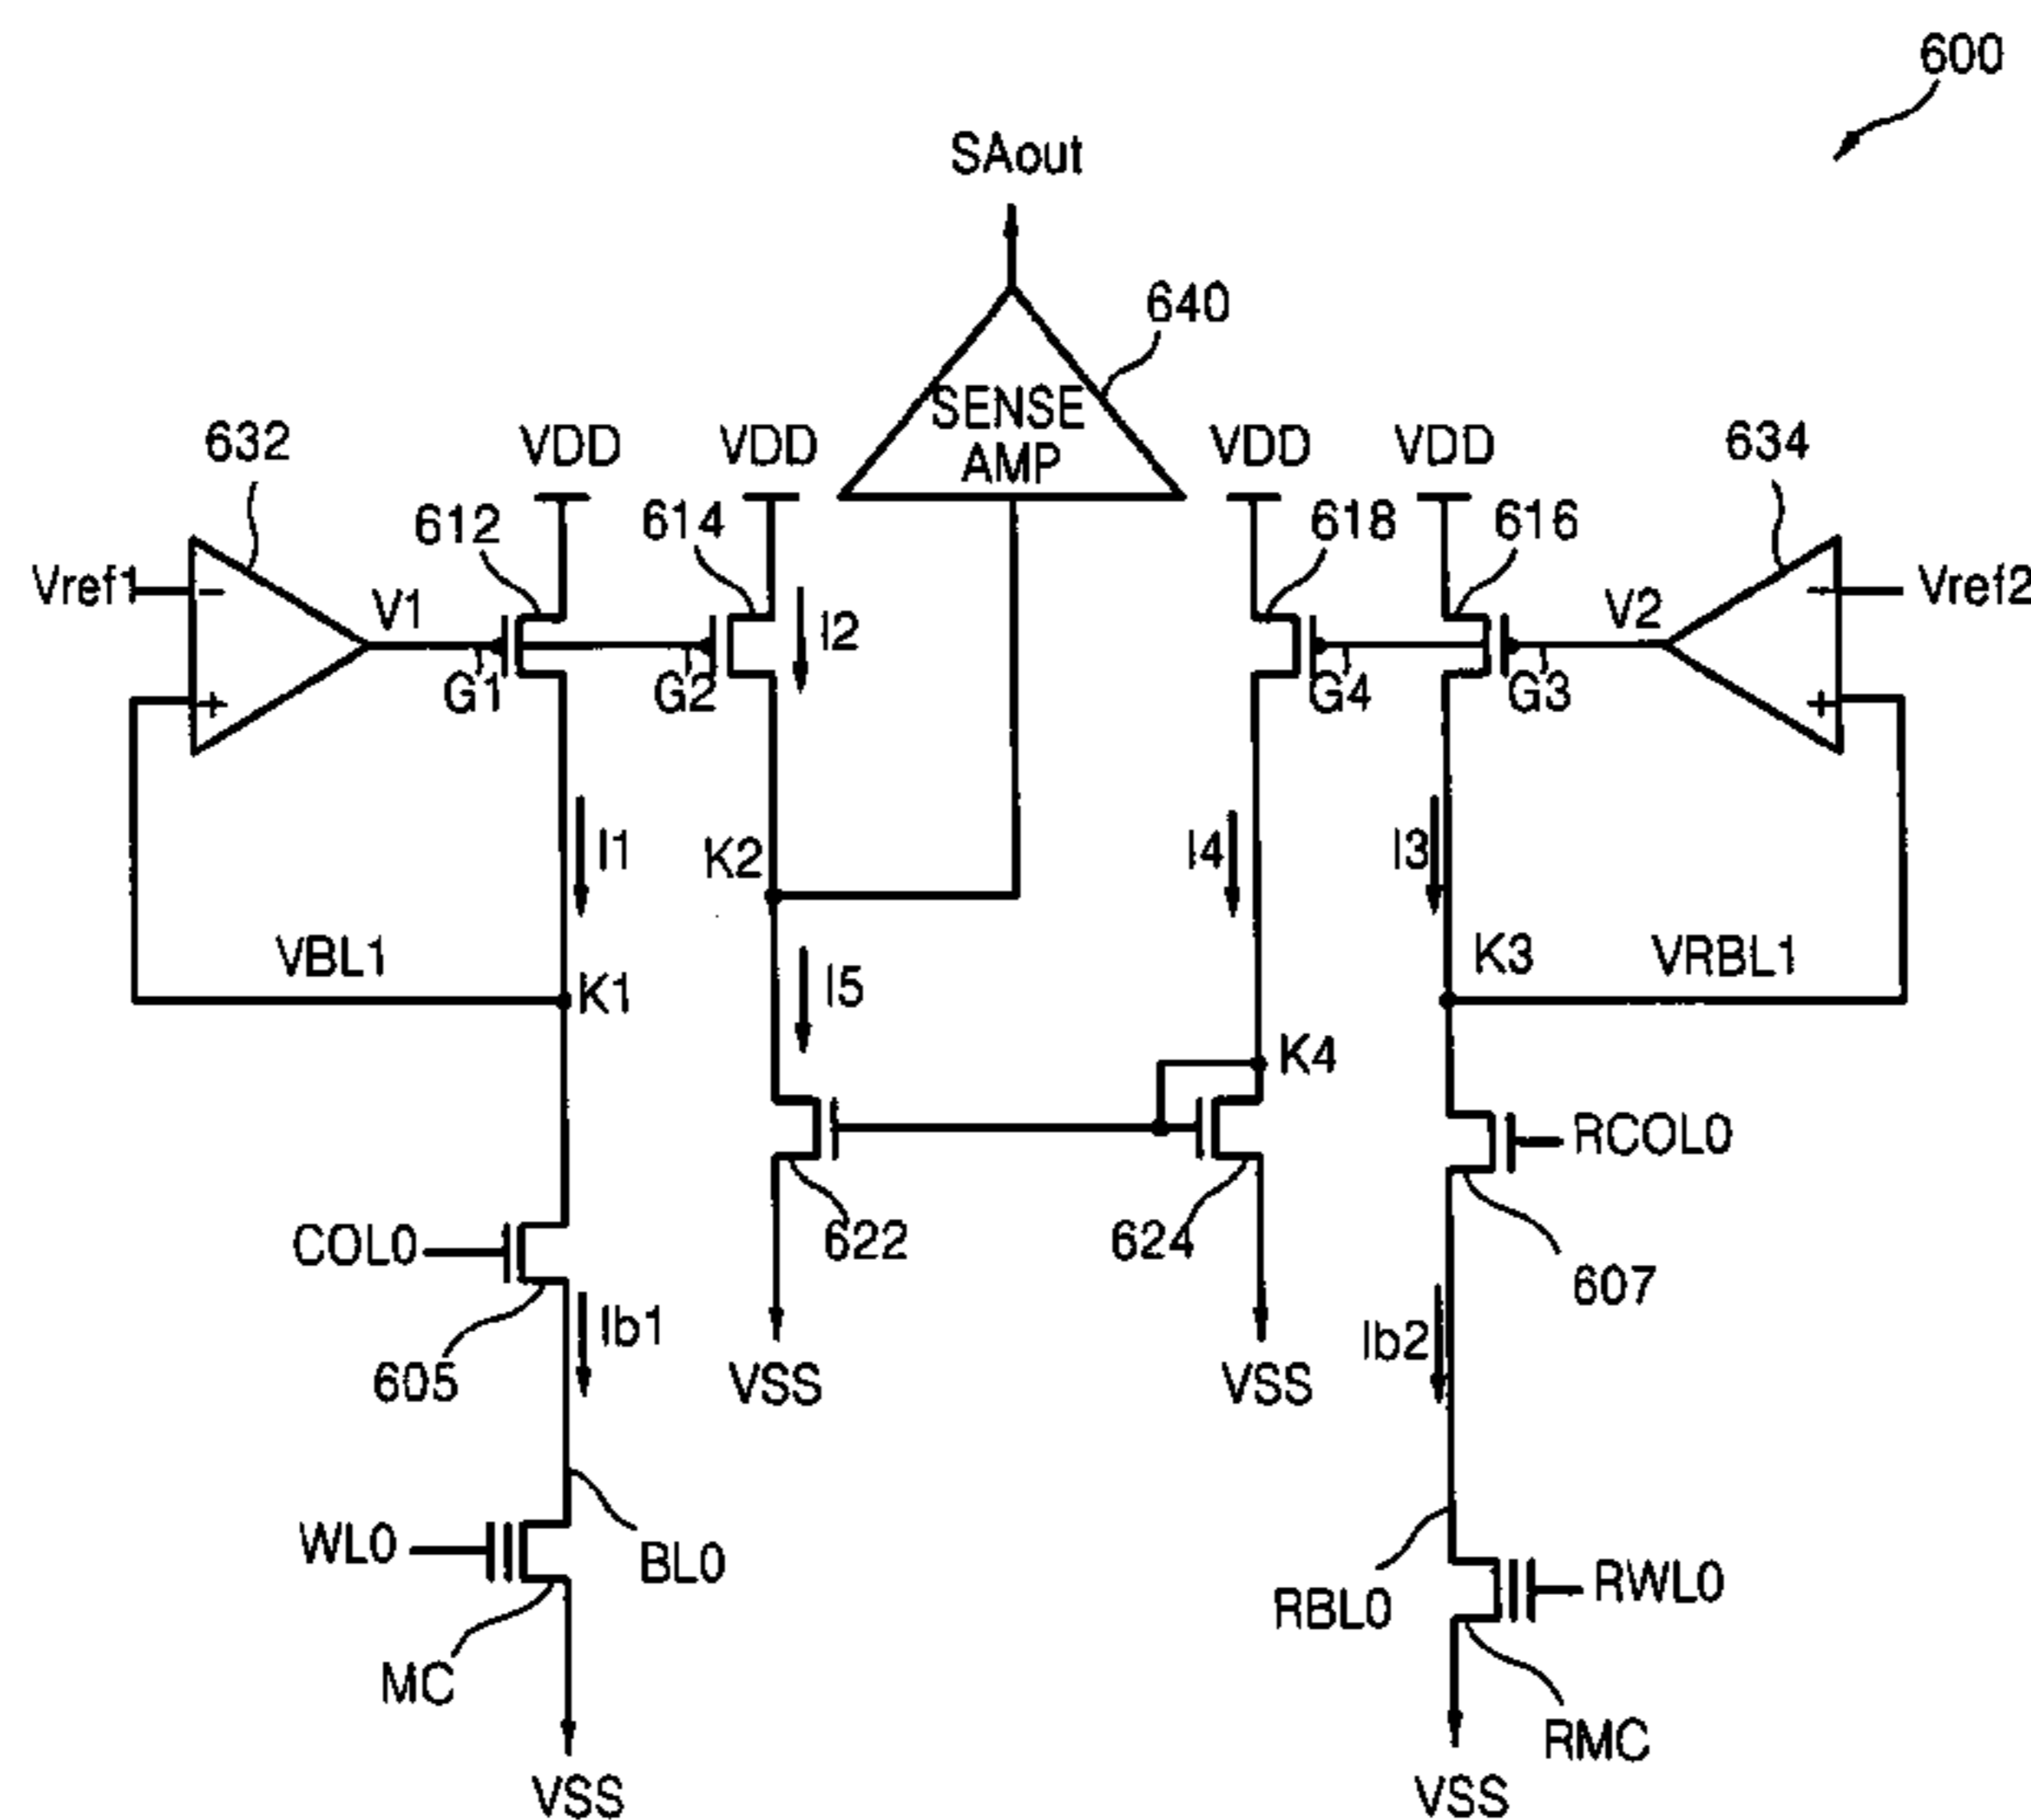 600
SAout
640
SENSE
AMP
632
VDD
VDD
VDD
VDD
634
612
614
618
616
Vref1
-
V1
I2
V2
-
Vref2
+
G1
G2
G4
G3
+
I1
K2
I4
I3
VBL1
K1
I5
K3
VRBL1
K4
RCOL0
COL0
622
624
607
605
Ib1
VSS
VSS
Ib2
WL0
BL0
RBL0
RWL0
MC
RMC
VSS
VSS